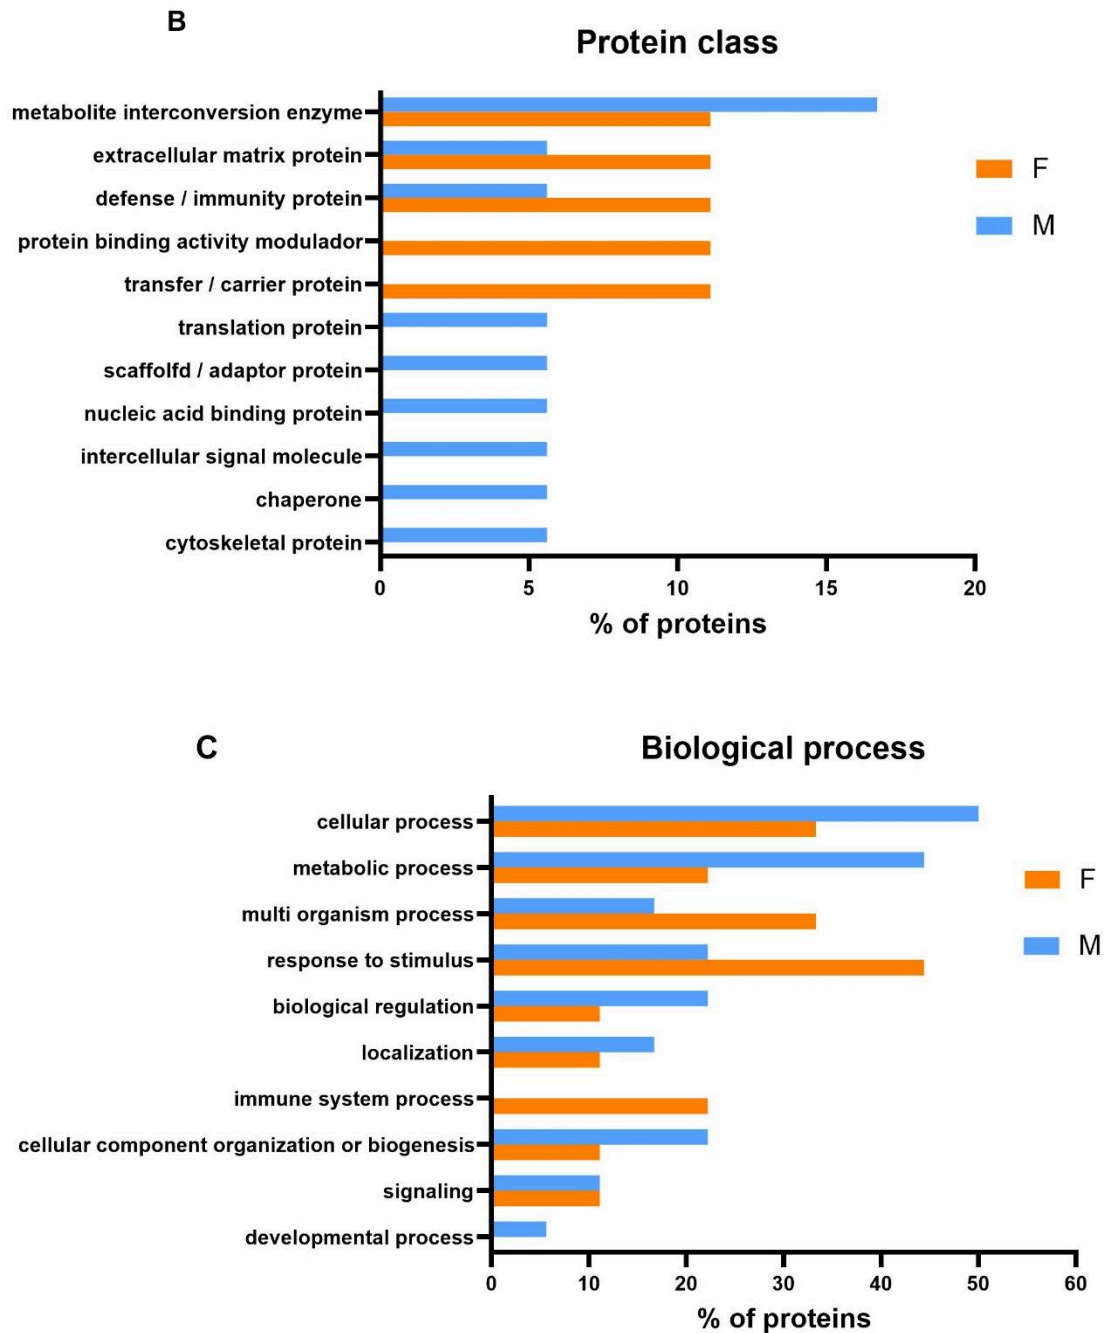 B
Protein class
metabolite interconversion enzyme
extracellular matrix protein
defense / immunity protein
protein binding activity modulador
transfer / carrier protein
translation protein
scaffolfd / adaptor protein
nucleic acid binding protein
intercellular signal molecule
chaperone
cytoskeletal protein
F
M
0 5 10 15 20
% of proteins
C
Biological process
cellular process
metabolic process
multi organism process
response to stimulus
biological regulation
localization
immune system process
cellular component organization or biogenesis
signaling
developmental process
F
M
0 10 20 30 40 50 60
% of proteins